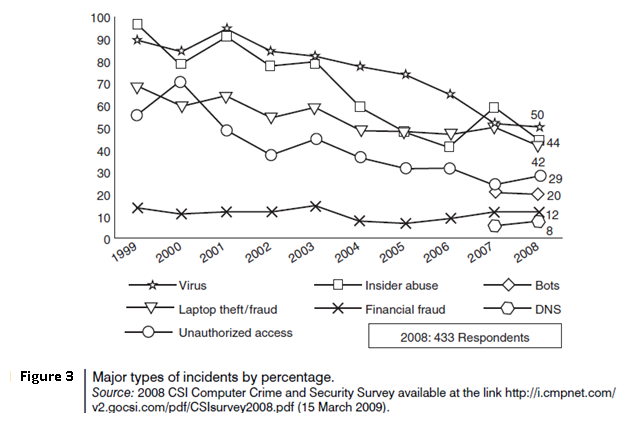 100
90
80
70
60
50
40
30
20
10
0
50
44
42
29
20
12
8
1999 2000 2001 2002 2003 2004 2005 2006 2007 2008
Virus Insider abuse Bots
Laptop theft/fraud Financial fraud DNS
Unauthorized access
2008: 433 Respondents
Figure 3 Major types of incidents by percentage.
Source: 2008 CSI Computer Crime and Security Survey available at the link http://i.cmpnet.com/
v2.gocsi.com/pdf/CSIsurvey2008.pdf (15 March 2009).